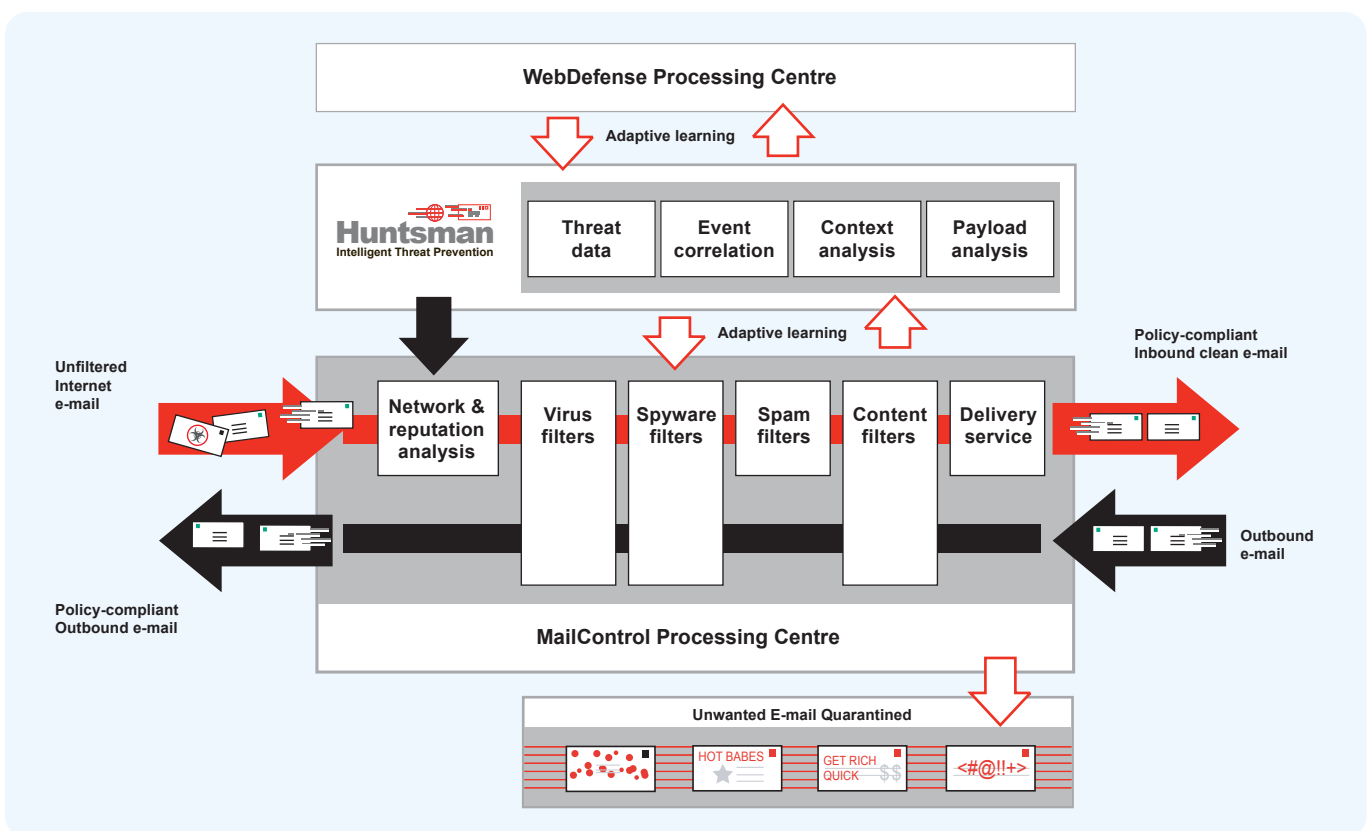 WebDefense Processing Centre
Adaptive learning
Huntsman
Intelligent Threat Prevention
Threat
data
Event
correlation
Context
analysis
Payload
analysis
Adaptive learning
Unfiltered
Internet
e-mail
Policy-compliant
Inbound clean e-mail
Network &
reputation
analysis
Virus
filters
Spyware
filters
Spam
filters
Content
filters
Delivery
service
Policy-compliant
Outbound e-mail
Outbound
e-mail
MailControl Processing Centre
Unwanted E-mail Quarantined
HOT BABES
GET RICH
QUICK $$
<#@!!+>